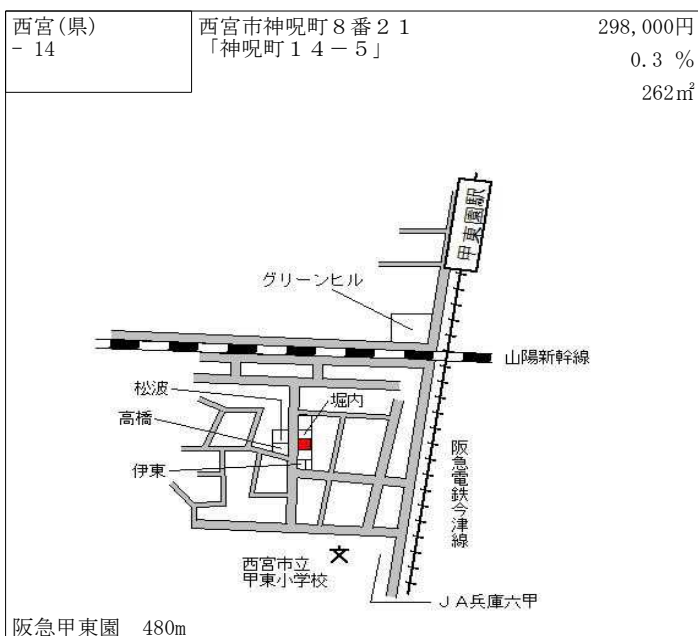 西宮(県)
- 14
西宮市神呪町８番２１
「神呪町１４－５」
298,000円
0.3 %
262㎡
甲東園駅
グリーンヒル
山陽新幹線
松波
堀内
高橋
伊東
阪急電鉄今津線
西宮市立
甲東小学校
ＪＡ兵庫六甲
阪急甲東園　480m